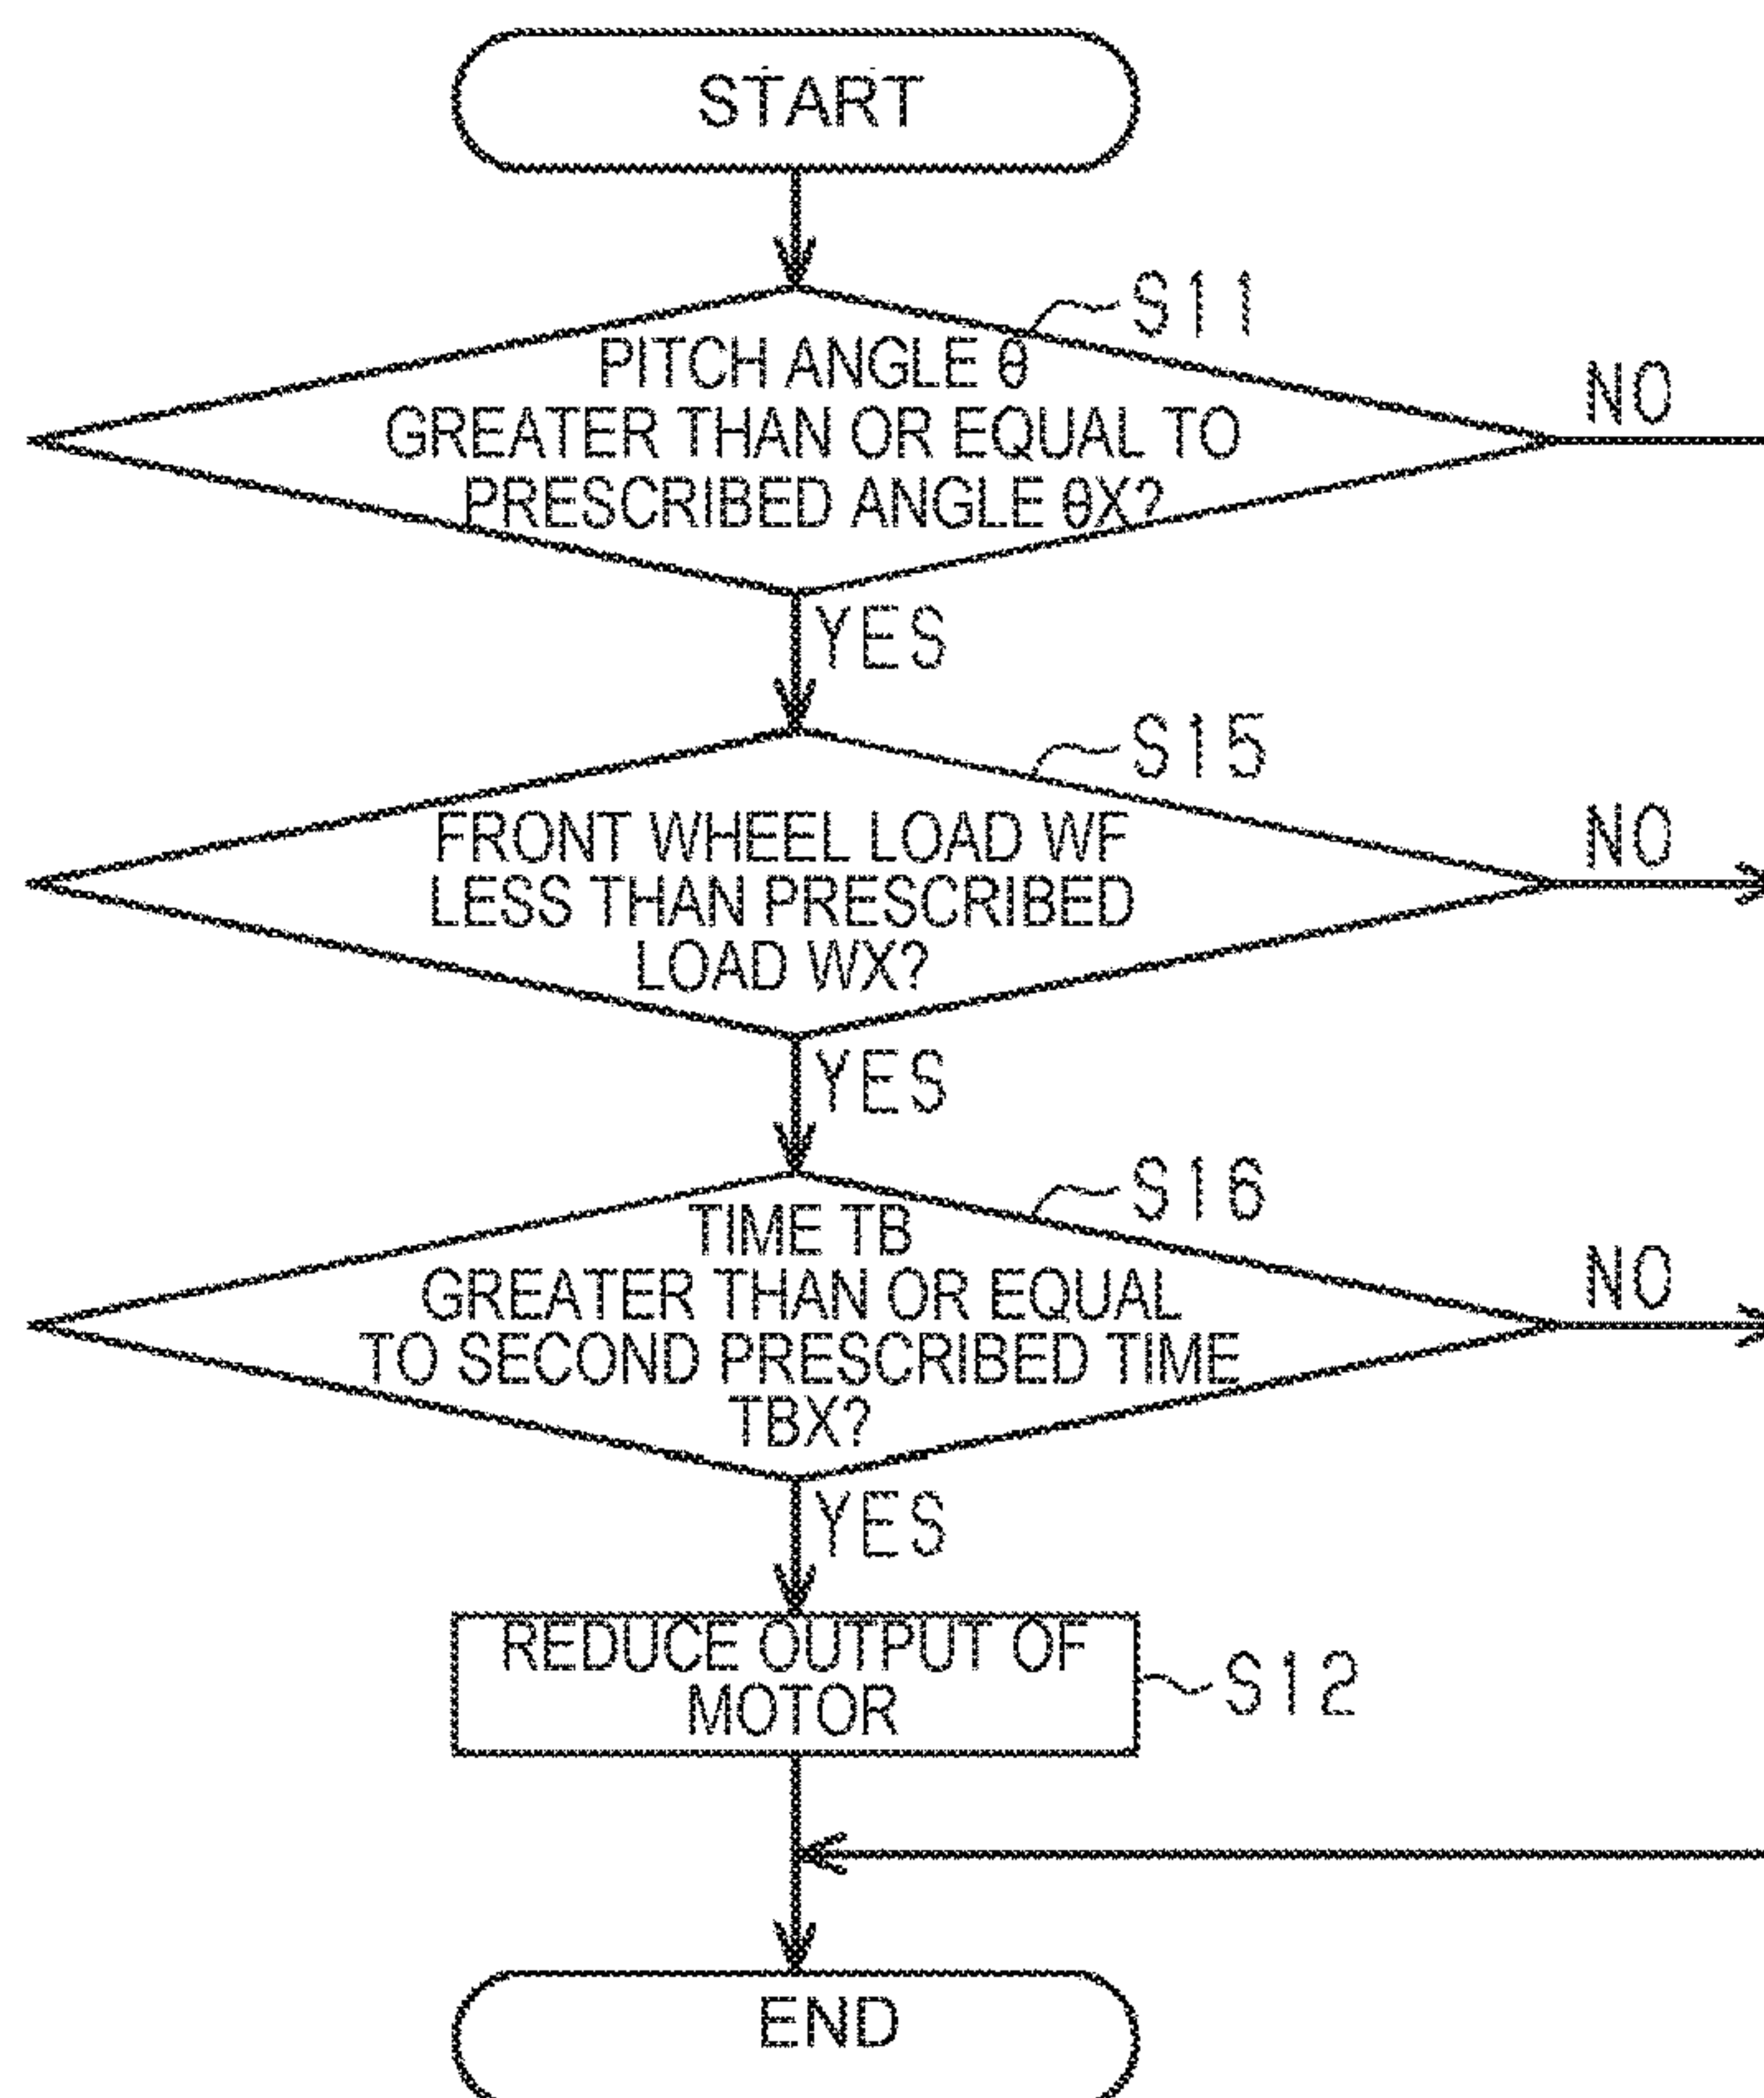 START
S11
PITCH ANGLE θ
GREATER THAN OR EQUAL TO
PRESCRIBED ANGLE θX?
NO
YES
S15
FRONT WHEEL LOAD WF
LESS THAN PRESCRIBED
LOAD WX?
NO
YES
S16
TIME TB
GREATER THAN OR EQUAL
TO SECOND PRESCRIBED TIME
TBX?
NO
YES
REDUCE OUTPUT OF
MOTOR
S12
END